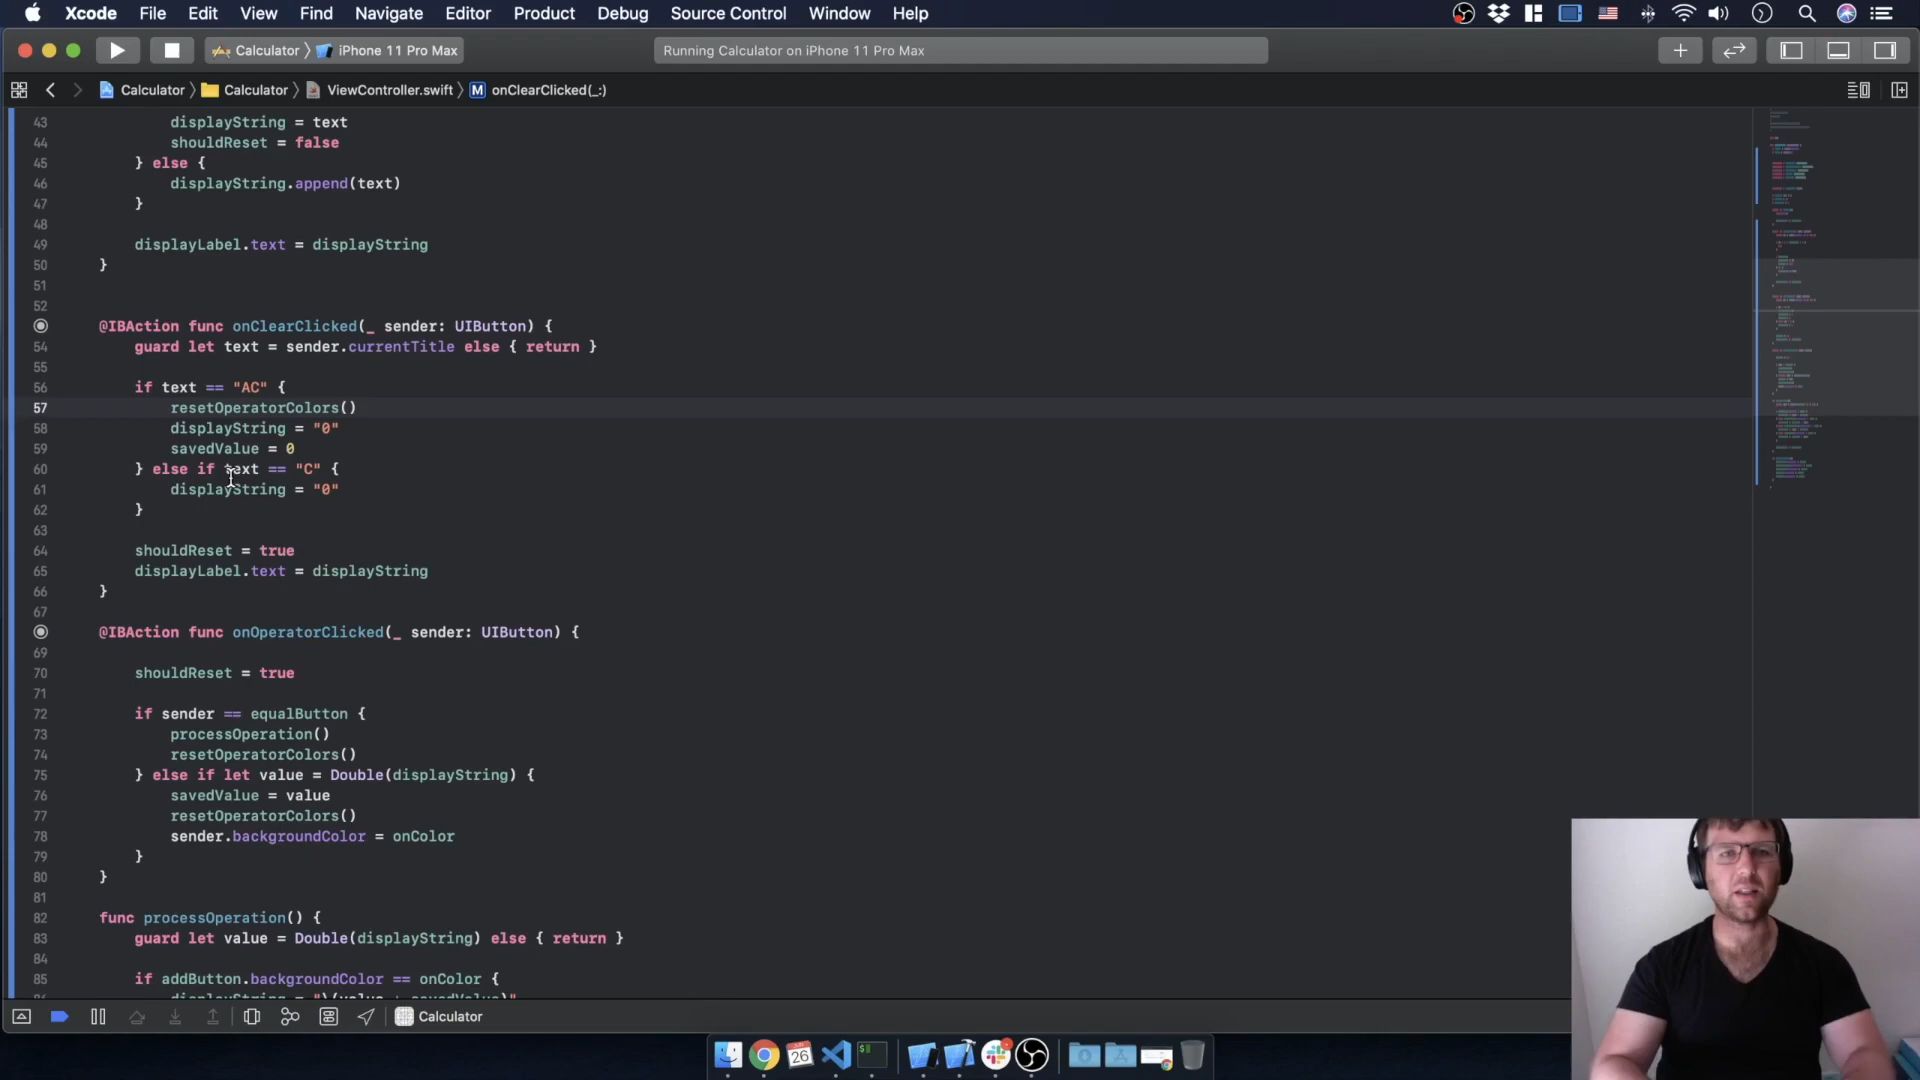 Xcode File Edit View Find Navigate Editor Product Debug Source Control Window Help
Calculator iPhone 11 Pro Max
Running Calculator on iPhone 11 Pro Max
Calculator Calculator ViewController.swift M onClearClicked(_:)
43 displayString = text
44 shouldReset = false
45 } else {
46 displayString.append(text)
47 }
48
49 displayLabel.text = displayString
50 }
51
52
@IBAction func onClearClicked(_ sender: UIButton) {
54 guard let text = sender.currentTitle else { return }
55
56 if text == "AC" {
57 resetOperatorColors()
58 displayString = "0"
59 savedValue = 0
60 } else if text == "C" {
61 displayString = "0"
62 }
63
64 shouldReset = true
65 displayLabel.text = displayString
66 }
67
@IBAction func onOperatorClicked(_ sender: UIButton) {
69
70 shouldReset = true
71
72 if sender == equalButton {
73 processOperation()
74 resetOperatorColors()
75 } else if let value = Double(displayString) {
76 savedValue = value
77 resetOperatorColors()
78 sender.backgroundColor = onColor
79 }
80 }
81
82 func processOperation() {
83 guard let value = Double(displayString) else { return }
84
85 if addButton.backgroundColor == onColor {
Calculator
26